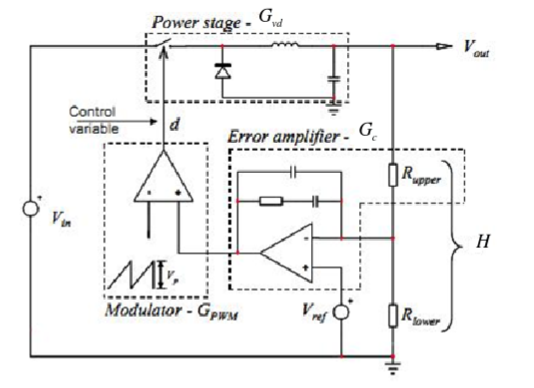 Power stage - G_vd
V_out
Control
variable
d
Error amplifier - G_c
- +
R_upper
+
V_in
H
-
+
V_P
V_ref
+
R_lower
Modulator - G_PWM